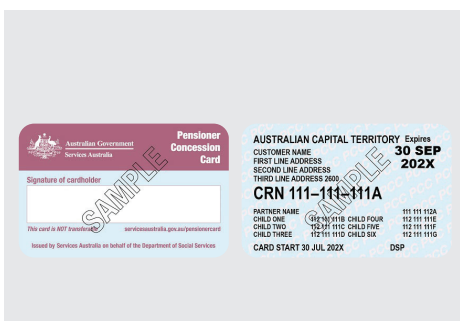 Australian Government
Services Australia
Pensioner
Concession
Card
Signature of cardholder
SAMPLE
This card is NOT transferable servicesaustralia.gov.au/pensionercard
Issued by Services Australia on behalf of the Department of Social Services
AUSTRALIAN CAPITAL TERRITORY Expires
CUSTOMER NAME 30 SEP
FIRST LINE ADDRESS 202X
SECOND LINE ADDRESS
THIRD LINE ADDRESS 2600
CRN 111–111–111A
SAMPLE
PARTNER NAME 111 111 112A
CHILD ONE 112 111 111B CHILD FOUR 112 111 111E
CHILD TWO 112 111 111C CHILD FIVE 112 111 111F
CHILD THREE 112 111 111D CHILD SIX 112 111 111G
CARD START 30 JUL 202X DSP